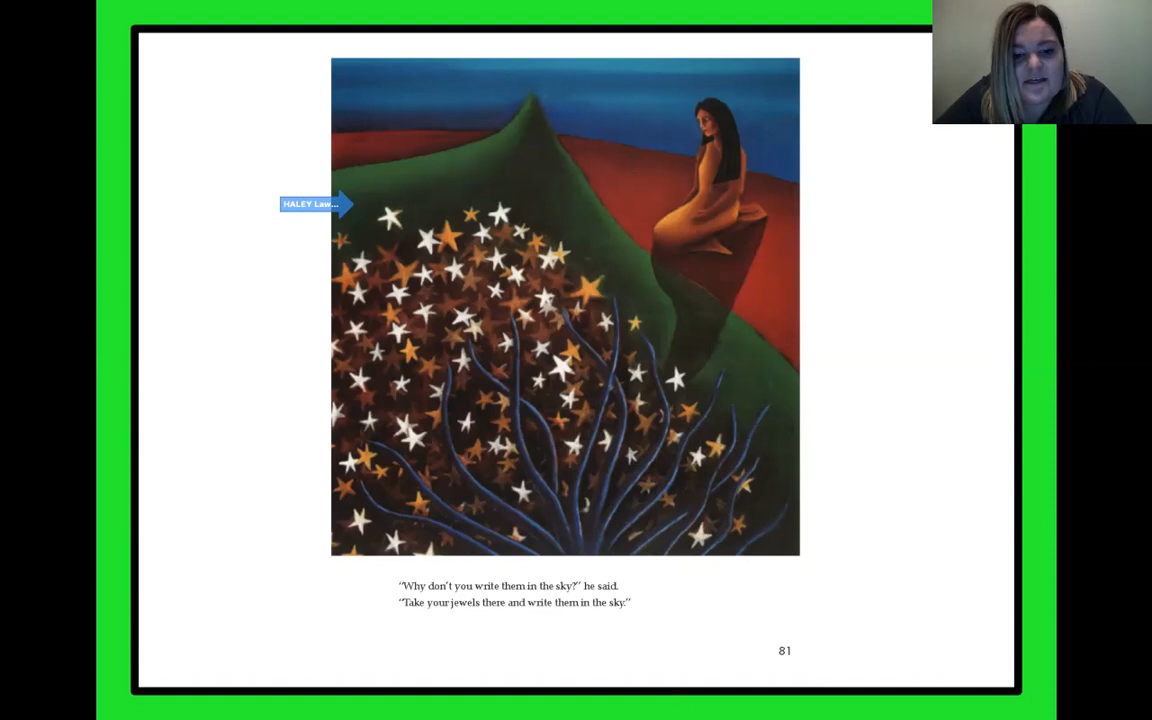 HALEY Law...
“Why don’t you write them in the sky?” he said.
“Take your jewels there and write them in the sky.”
81